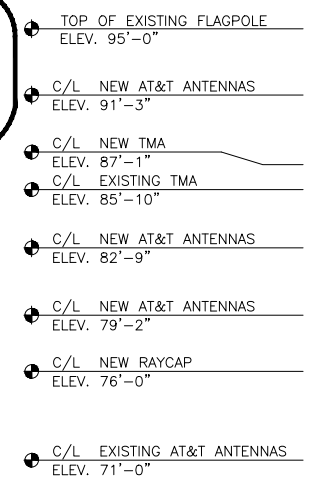 TOP OF EXISTING FLAGPOLE
ELEV. 95'–0"
C/L NEW AT&T ANTENNAS
ELEV. 91'–3"
C/L NEW TMA
ELEV. 87'–1"
C/L EXISTING TMA
ELEV. 85'–10"
C/L NEW AT&T ANTENNAS
ELEV. 82'–9"
C/L NEW AT&T ANTENNAS
ELEV. 79'–2"
C/L NEW RAYCAP
ELEV. 76'–0"
C/L EXISTING AT&T ANTENNAS
ELEV. 71'–0"